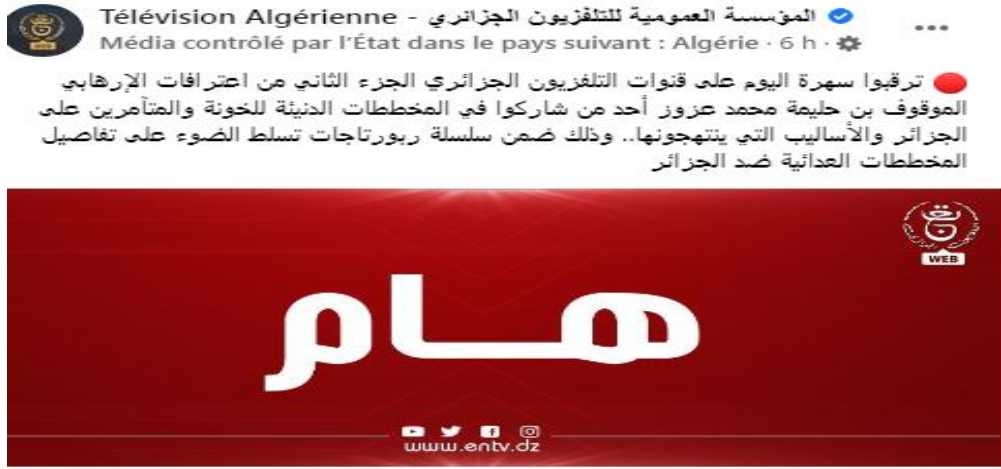 المؤسسة العمومية للتلفزيون الجزائري - Télévision Algérienne
Média contrôlé par l'État dans le pays suivant : Algérie · 6 h ·
ترقبوا سهرة اليوم على قنوات التلفزيون الجزائري الجزء الثاني من اعترافات الإرهابي
الموقوف بن حليمة محمد عزوز أحد من شاركوا في المخططات الدنيئة للخونة والمتآمرين على
الجزائر والأساليب التي ينتهجونها.. وذلك ضمن سلسلة ربورتاجات تسلط الضوء على تفاصيل
المخططات العدائية ضد الجزائر
WEB
هـــام
www.entv.dz